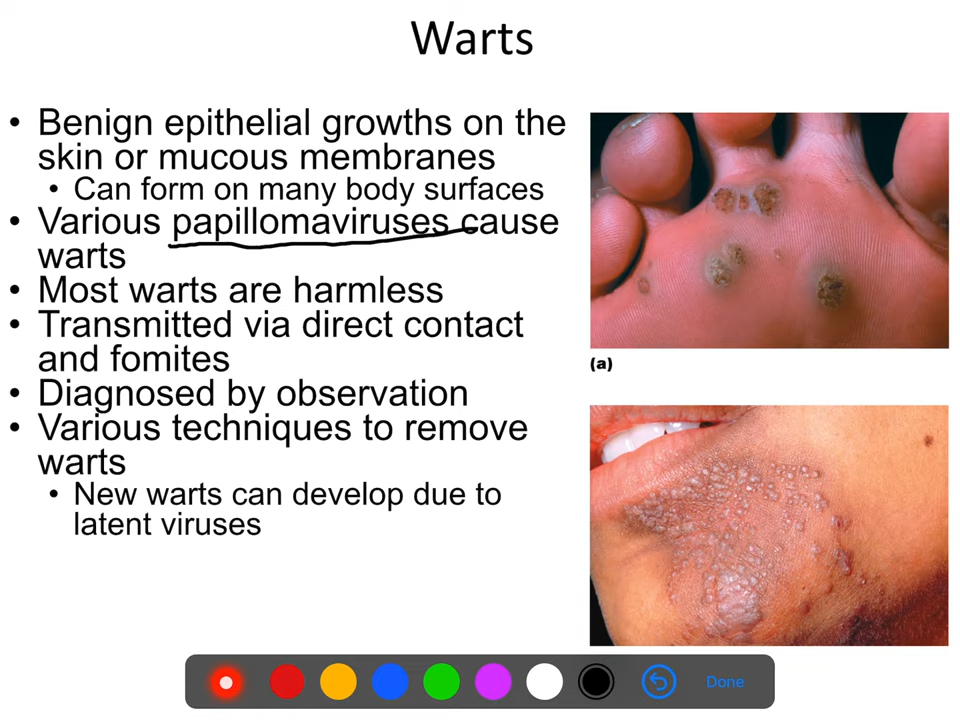 Warts
• Benign epithelial growths on the
skin or mucous membranes
• Can form on many body surfaces
• Various papillomaviruses cause
warts
• Most warts are harmless
• Transmitted via direct contact
and fomites
• Diagnosed by observation
• Various techniques to remove
warts
• New warts can develop due to
latent viruses
(a)
Done